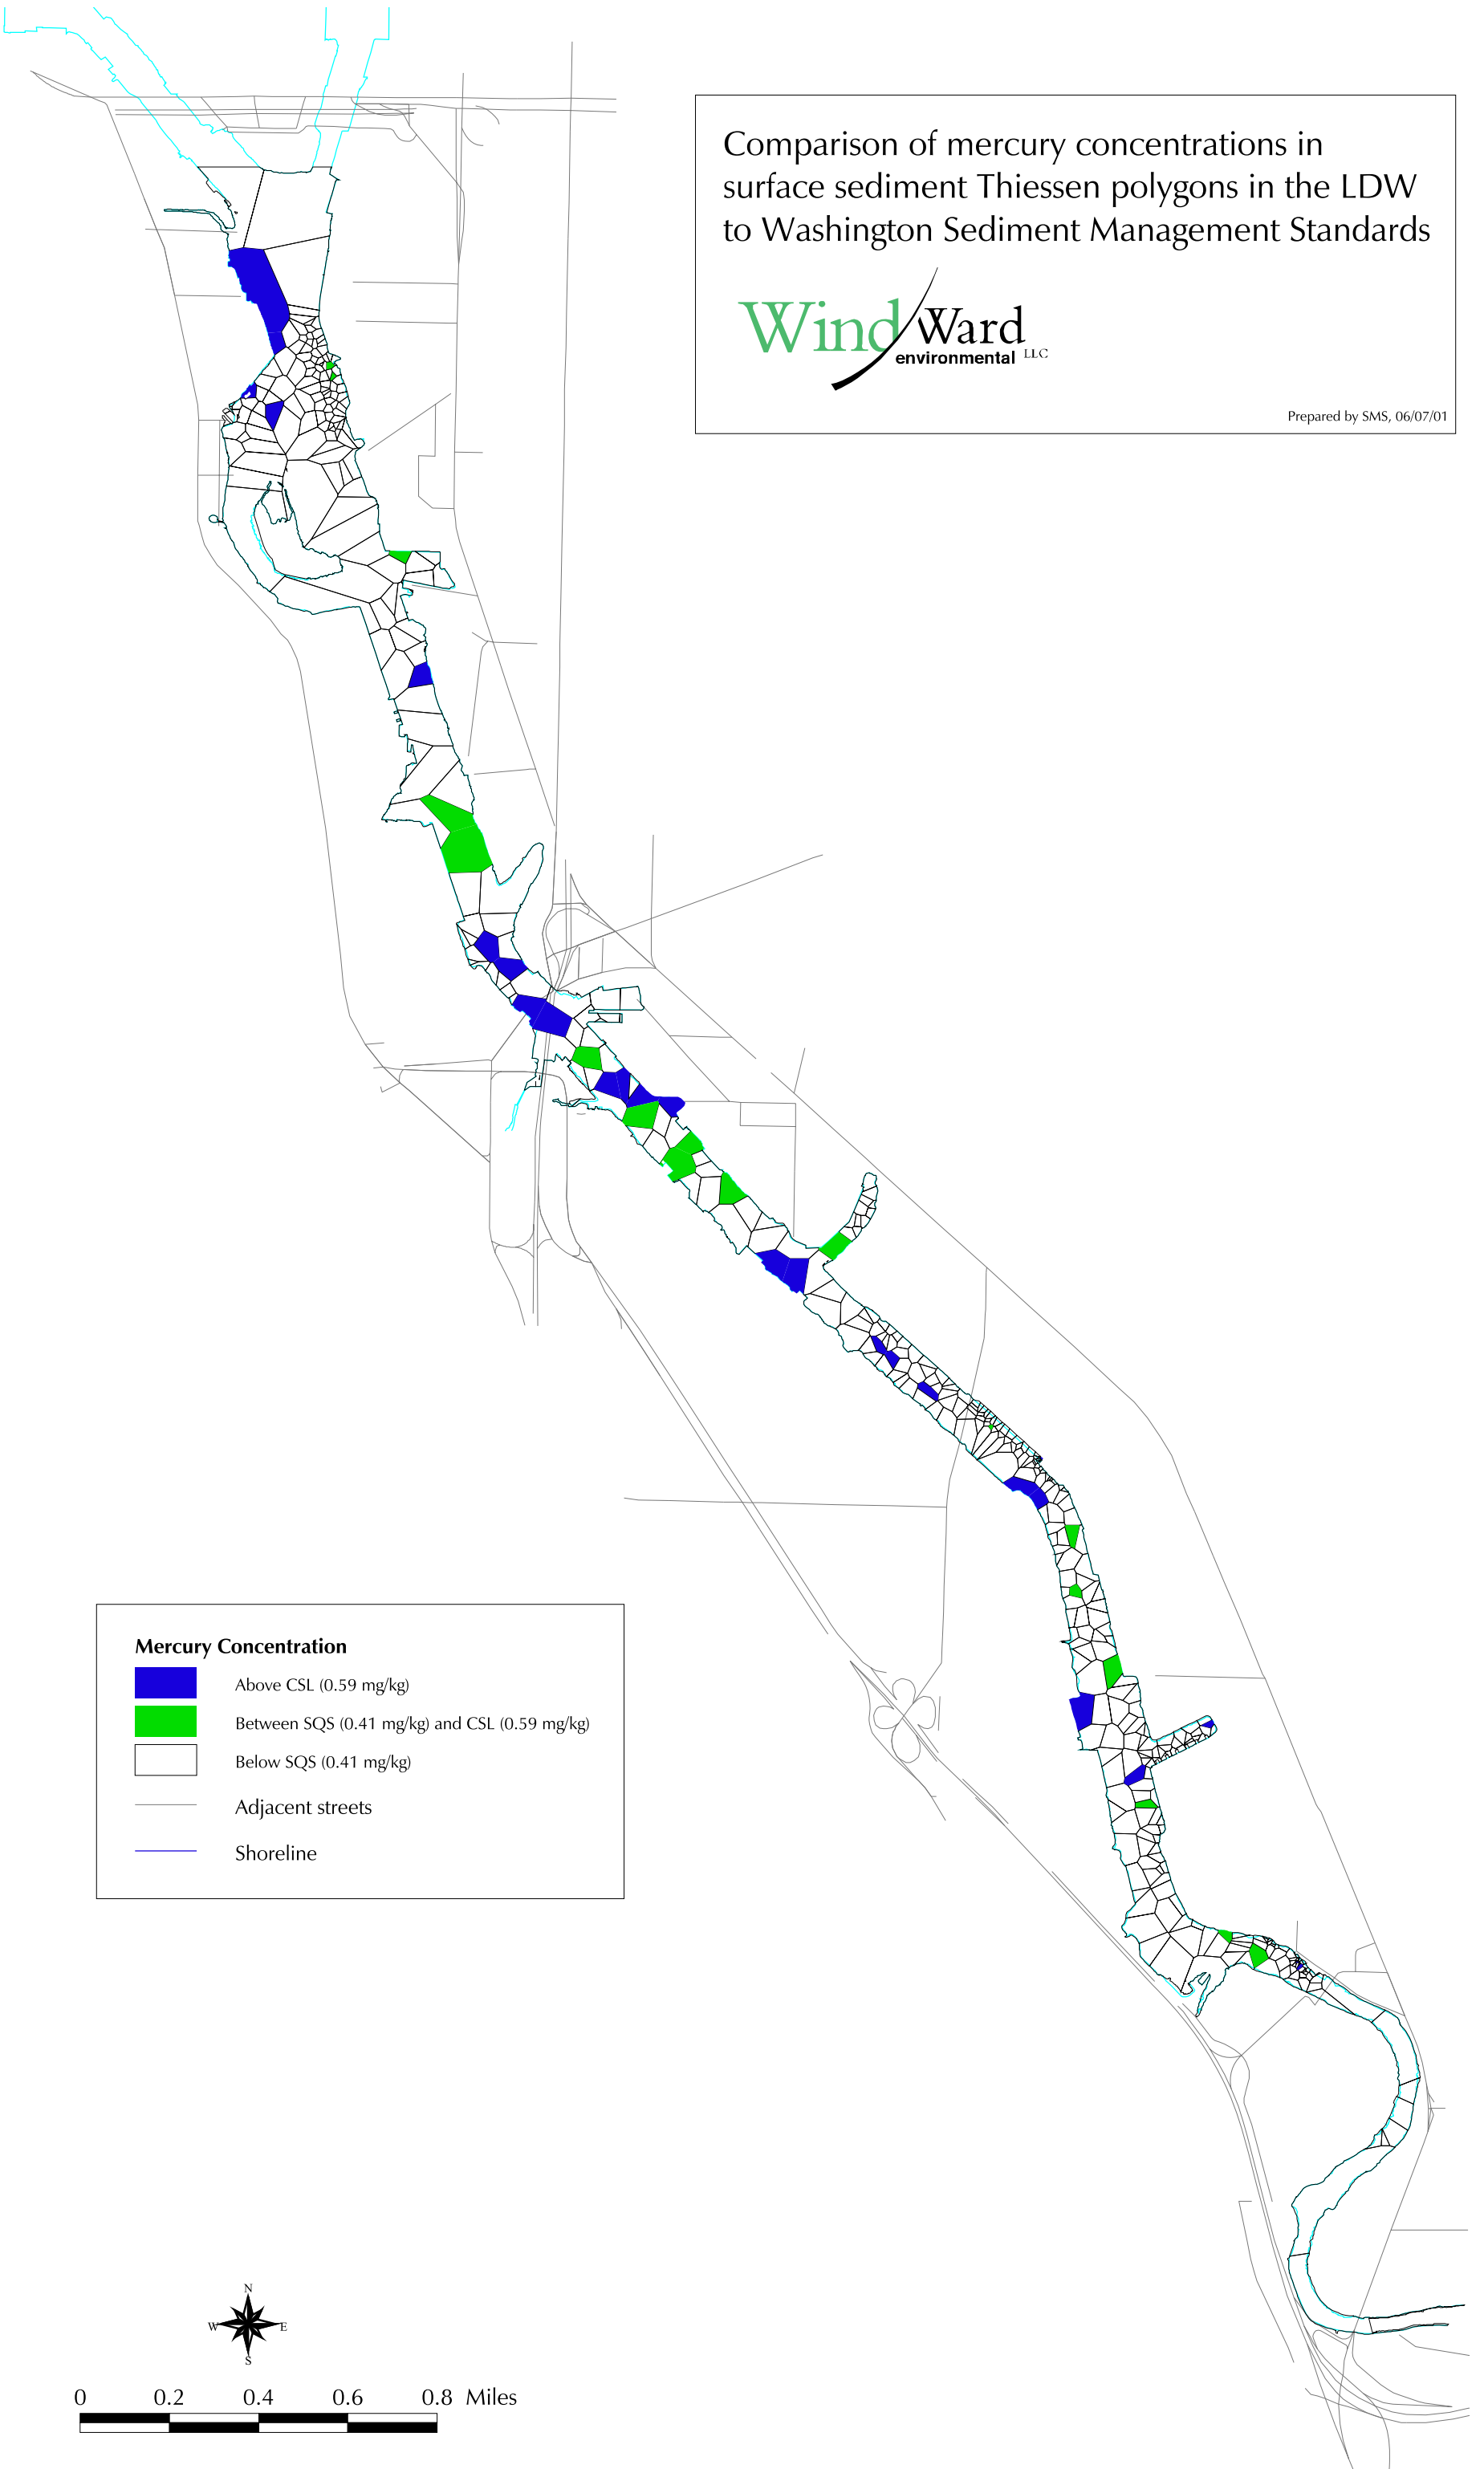 Comparison of mercury concentrations in
surface sediment Thiessen polygons in the LDW
to Washington Sediment Management Standards
Wind Ward
environmental LLC
Prepared by SMS, 06/07/01
Mercury Concentration
Above CSL (0.59 mg/kg)
Between SQS (0.41 mg/kg) and CSL (0.59 mg/kg)
Below SQS (0.41 mg/kg)
Adjacent streets
Shoreline
N
W E
S
0 0.2 0.4 0.6 0.8 Miles